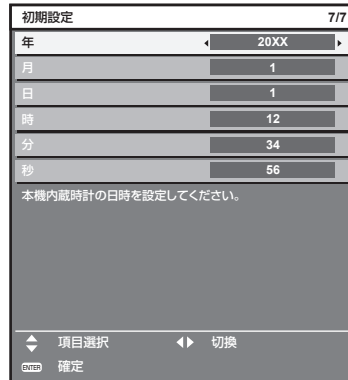 初期設定 7/7
年 20XX
月 1
日 1
時 12
分 34
秒 56
本機内蔵時計の日時を設定してください。
項目選択 切換
ENTER 確定